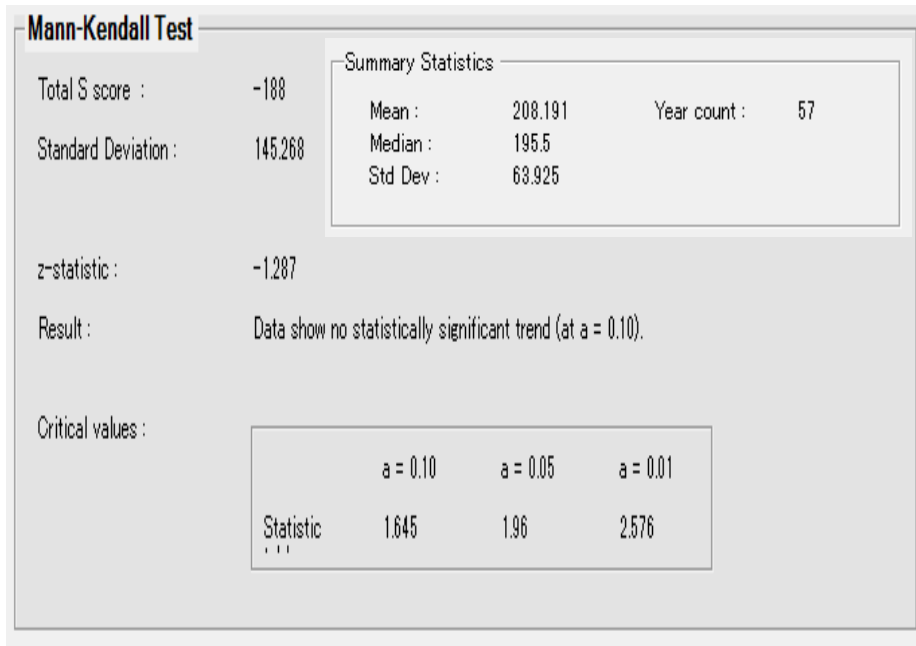 Mann-Kendall Test
Total S score : -188
Standard Deviation : 145.268
Summary Statistics
Mean : 208.191 Year count : 57
Median : 195.5
Std Dev : 63.925
z-statistic : -1.287
Result : Data show no statistically significant trend (at a = 0.10).
Critical values :
a = 0.10 a = 0.05 a = 0.01
Statistic 1.645 1.96 2.576